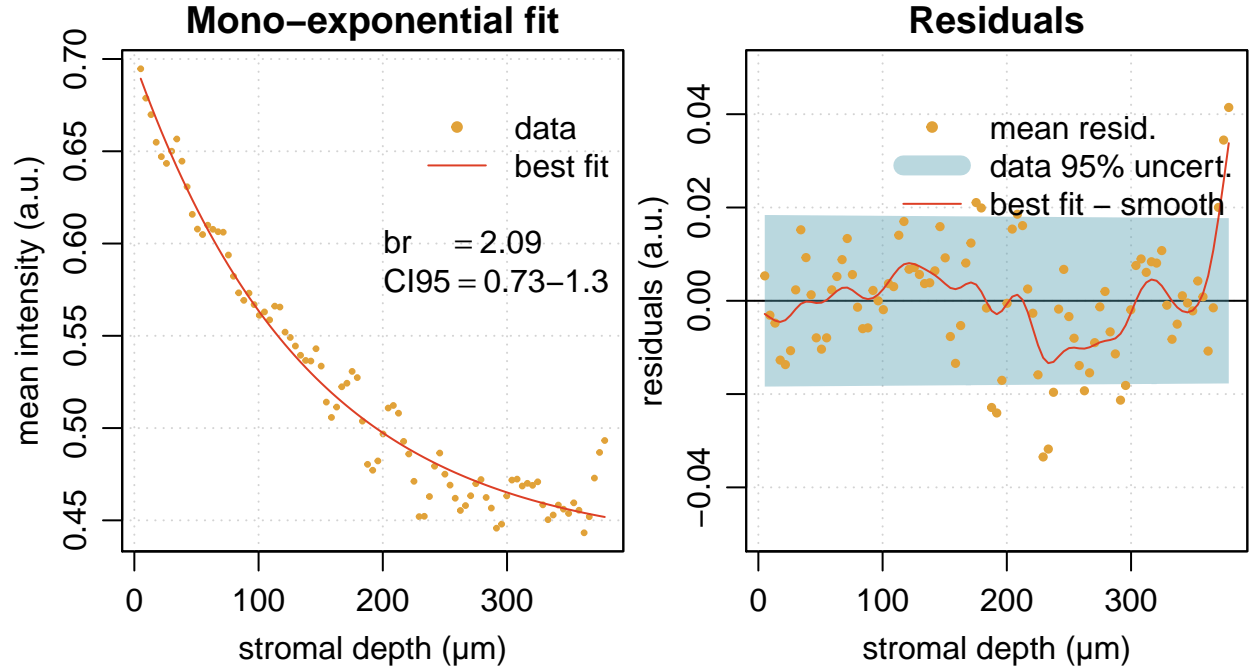 Mono−exponential fit
0.70
0.65
0.60
0.55
0.50
0.45
mean intensity (a.u.)
data
best fit
br = 2.09
CI95 = 0.73−1.3
0 100 200 300
stromal depth (µm)
Residuals
0.04
0.02
0.00
−0.04
residuals (a.u.)
mean resid.
data 95% uncert.
best fit − smooth
0 100 200 300
stromal depth (µm)